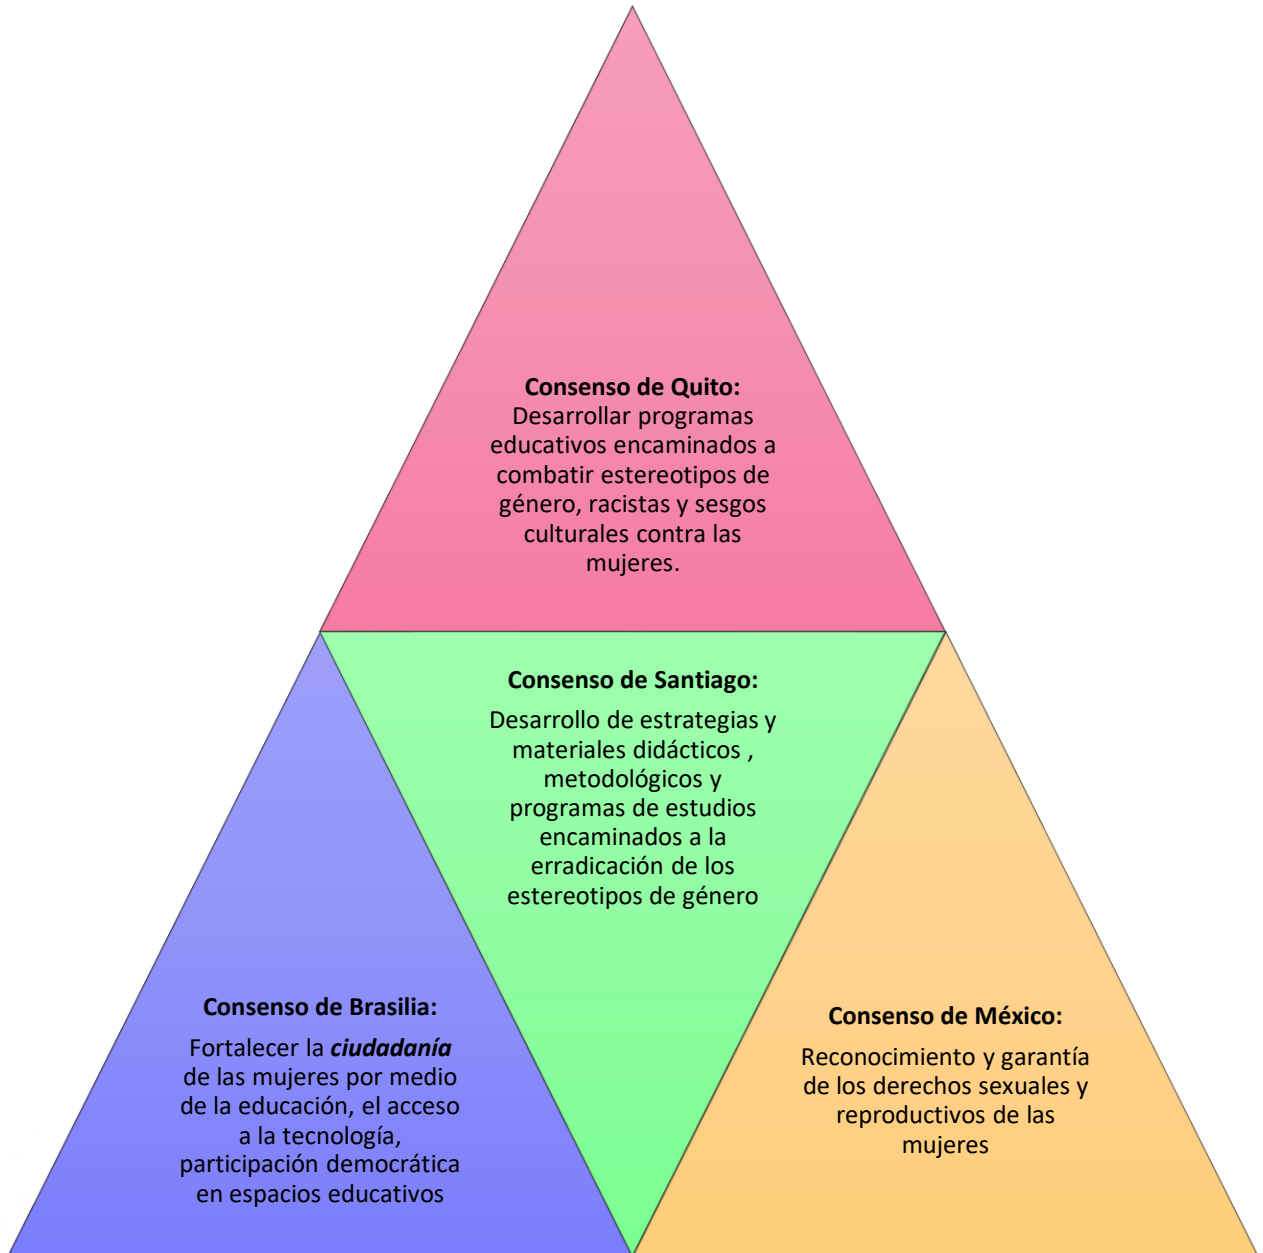 Consenso de Quito:
Desarrollar programas
educativos encaminados a
combatir estereotipos de
género, racistas y sesgos
culturales contra las
mujeres.
Consenso de Santiago:
Desarrollo de estrategias y
materiales didácticos ,
metodológicos y
programas de estudios
encaminados a la
erradicación de los
estereotipos de género
Consenso de Brasilia:
Fortalecer la ciudadanía
de las mujeres por medio
de la educación, el acceso
a la tecnología,
participación democrática
en espacios educativos
Consenso de México:
Reconocimiento y garantía
de los derechos sexuales y
reproductivos de las
mujeres